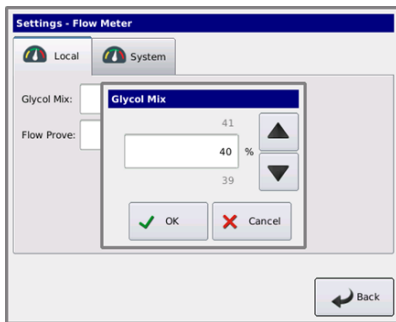 Settings - Flow Meter
Local
System
Glycol Mix:
Flow Prove:
Glycol Mix
41
40 %
39
OK
Cancel
Back